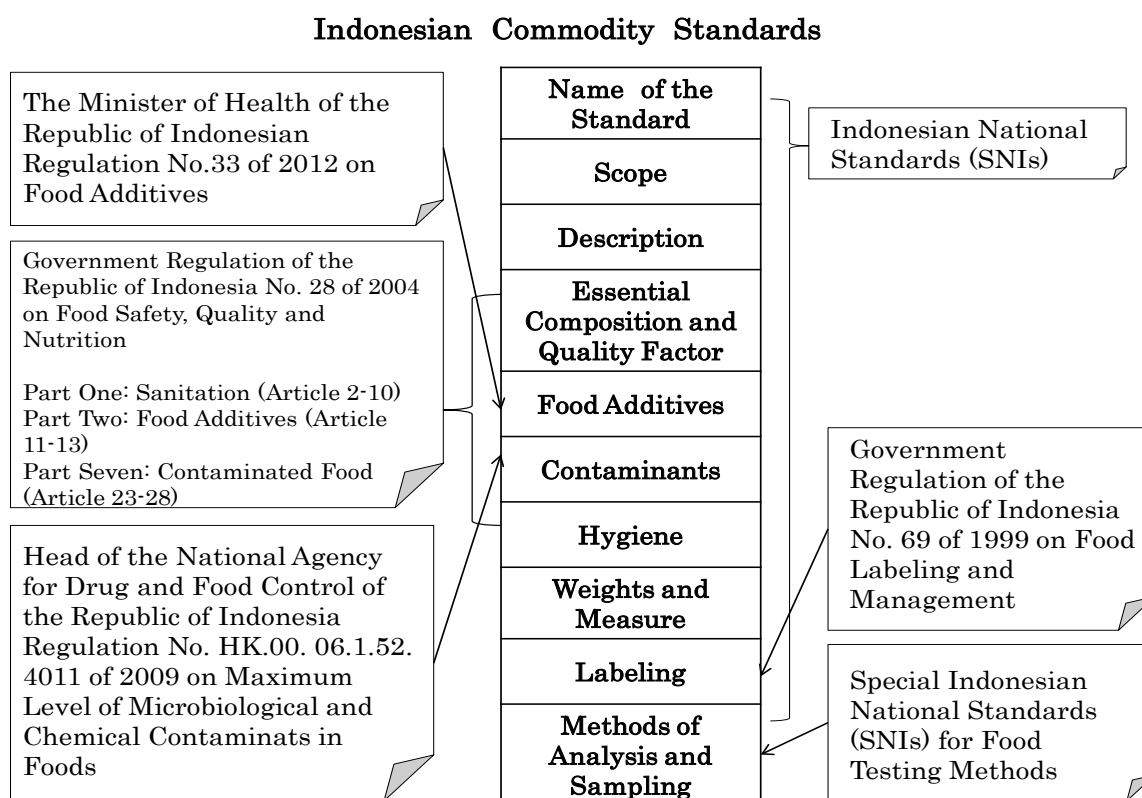 Indonesian Commodity Standards
The Minister of Health of the
Republic of Indonesian
Regulation No.33 of 2012 on
Food Additives
Government Regulation of the
Republic of Indonesia No. 28 of 2004
on Food Safety, Quality and
Nutrition
Part One: Sanitation (Article 2-10)
Part Two: Food Additives (Article
11-13)
Part Seven: Contaminated Food
(Article 23-28)
Head of the National Agency
for Drug and Food Control of
the Republic of Indonesia
Regulation No. HK.00. 06.1.52.
4011 of 2009 on Maximum
Level of Microbiological and
Chemical Contaminats in
Foods
Name of the
Standard
Scope
Description
Essential
Composition and
Quality Factor
Food Additives
Contaminants
Hygiene
Weights and
Measure
Labeling
Methods of
Analysis and
Sampling
Indonesian National
Standards (SNIs)
Government
Regulation of the
Republic of Indonesia
No. 69 of 1999 on Food
Labeling and
Management
Special Indonesian
National Standards
(SNIs) for Food
Testing Methods